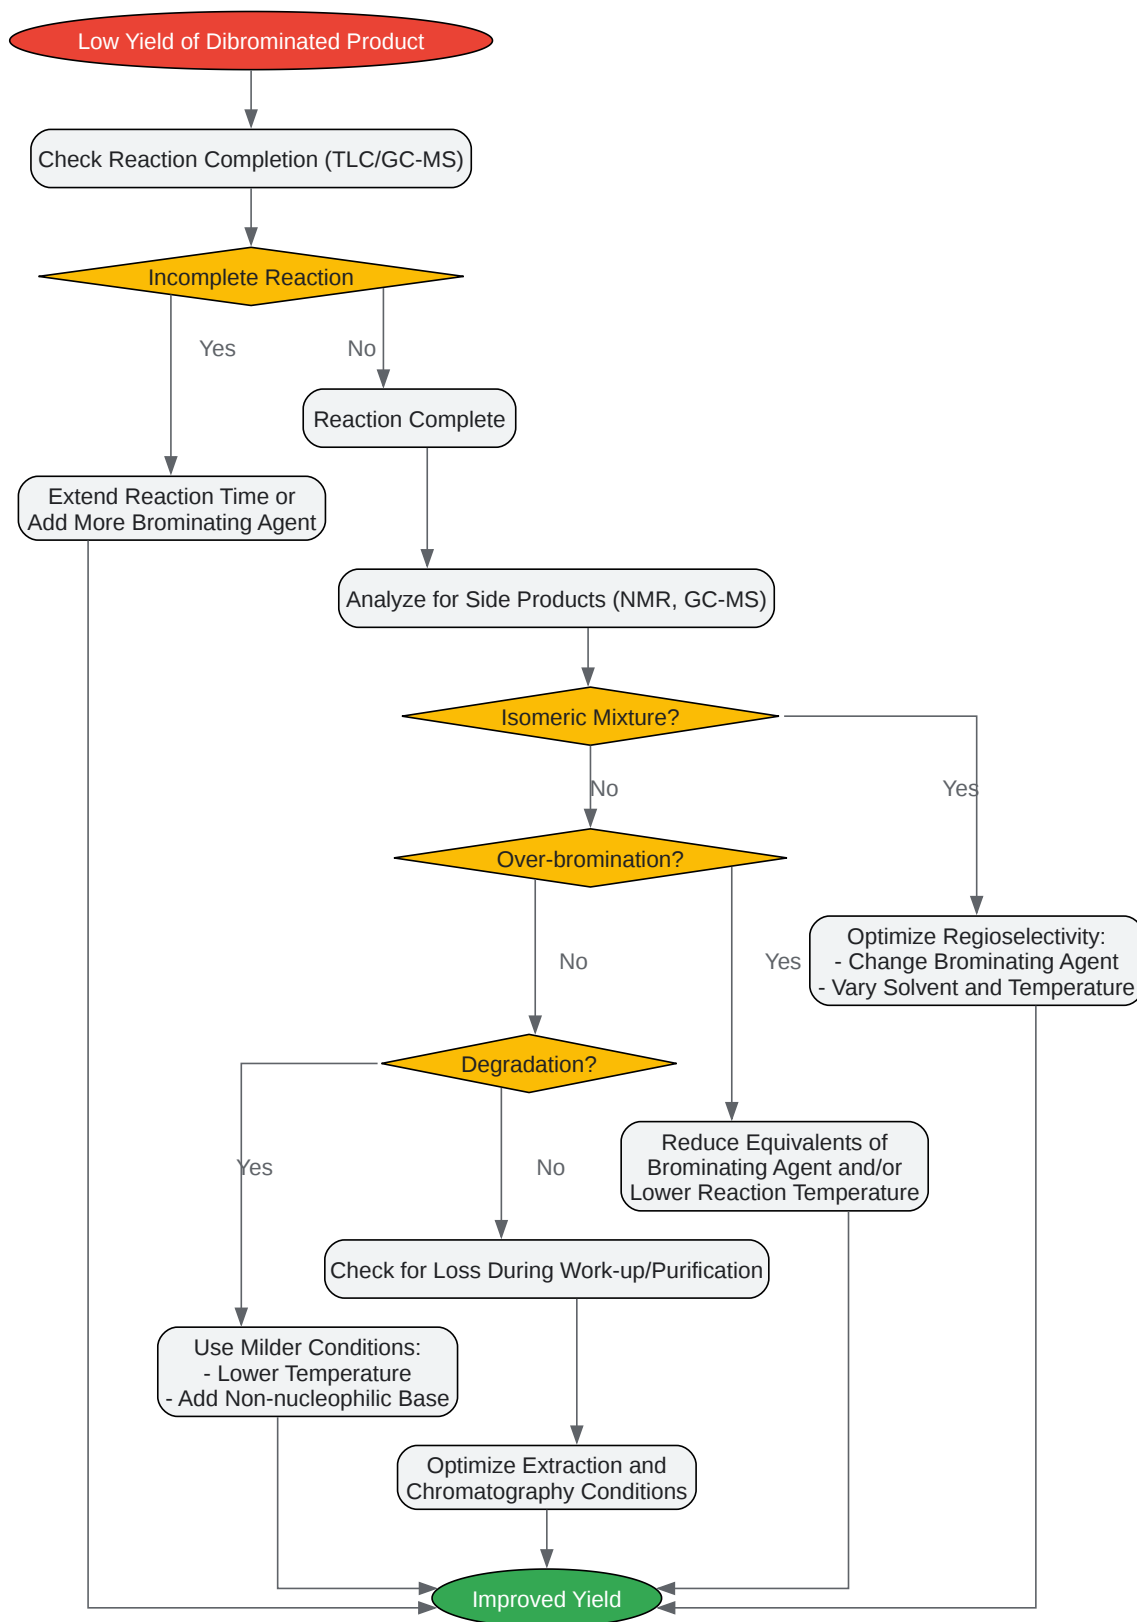 Low Yield of Dibrominated Product
Check Reaction Completion (TLC/GC-MS)
Incomplete Reaction
Yes
No
Reaction Complete
Extend Reaction Time or
Add More Brominating Agent
Analyze for Side Products (NMR, GC-MS)
Isomeric Mixture?
No
Yes
Over-bromination?
Optimize Regioselectivity:
- Change Brominating Agent
- Vary Solvent and Temperature
No
Yes
Degradation?
Reduce Equivalents of
Brominating Agent and/or
Lower Reaction Temperature
Yes
No
Check for Loss During Work-up/Purification
Use Milder Conditions:
- Lower Temperature
- Add Non-nucleophilic Base
Optimize Extraction and
Chromatography Conditions
Improved Yield